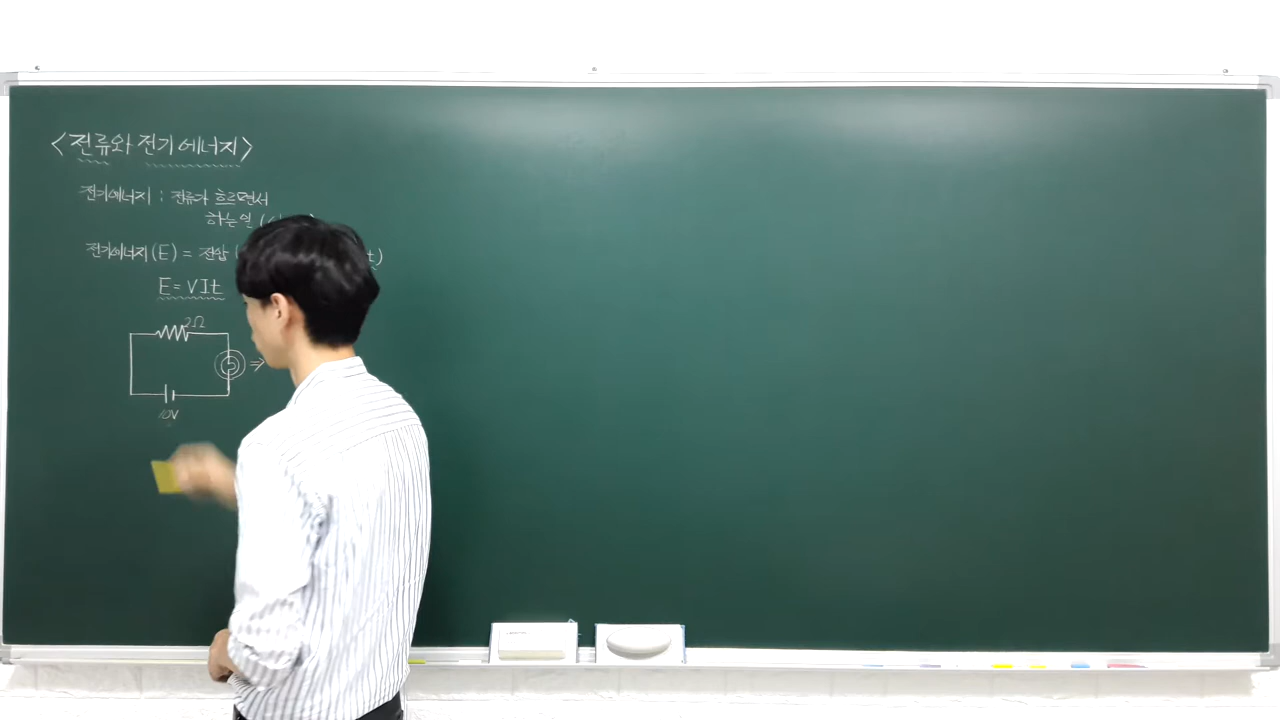 <전류와 전기 에너지>
전기에너지 : 전류가 흐르면서
하는 일 (
전기에너지(E) = 전압 ( t)
E = VIt
2Ω
→
10V